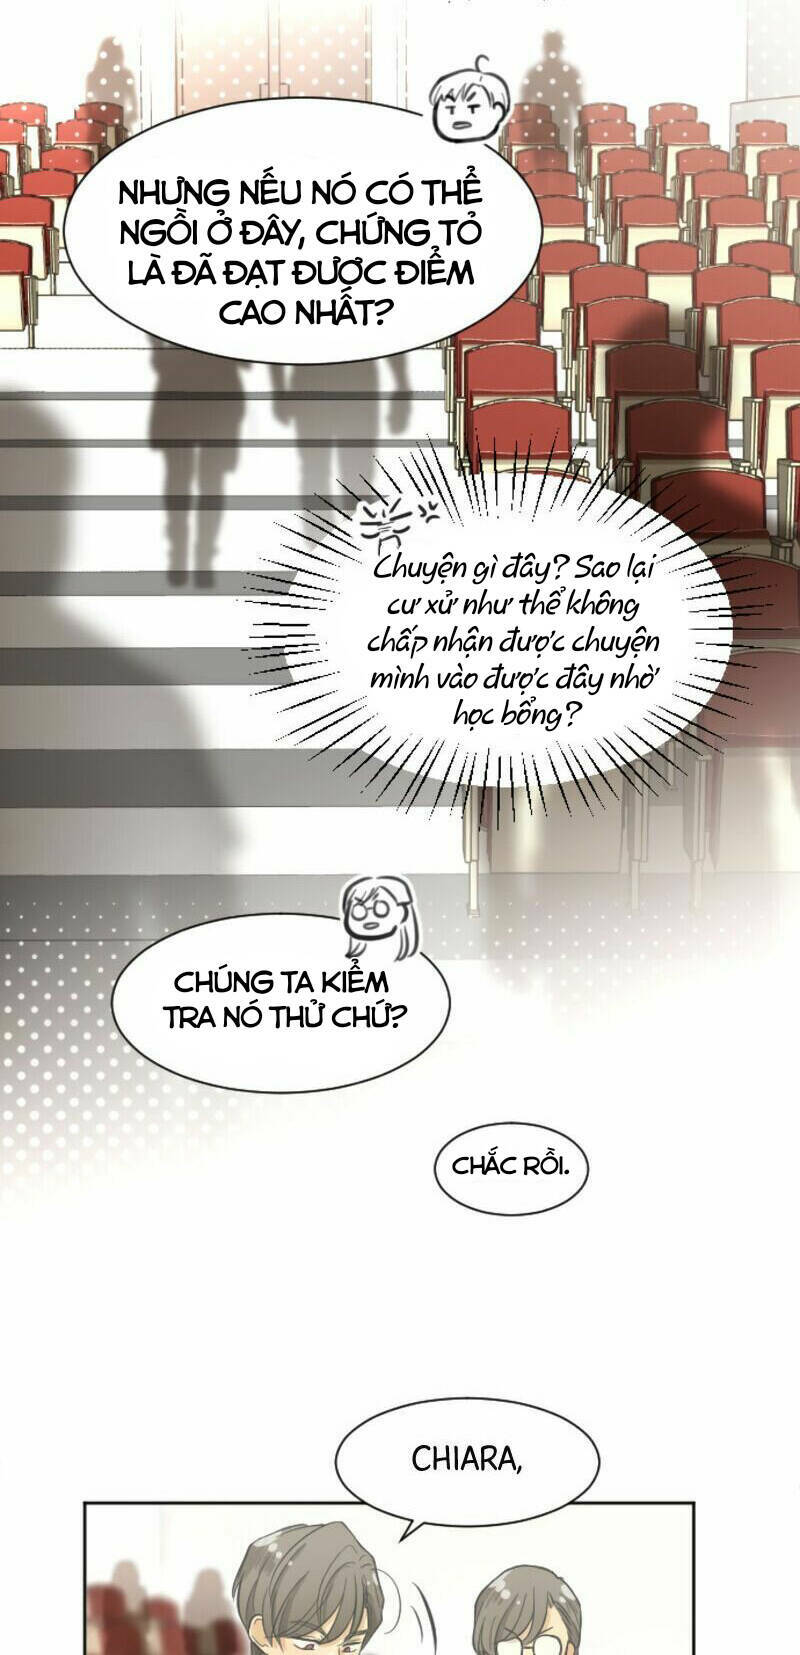 NHƯNG NẾU NÓ CÓ THỂ
NGỒI Ở ĐÂY, CHỨNG TỎ
LÀ ĐÃ ĐẠT ĐƯỢC ĐIỂM
CAO NHẤT?
Chuyện gì đây? Sao lại
cư xử như thể không
chấp nhận được chuyện
mình vào được đây nhờ
học bổng?
CHÚNG TA KIỂM
TRA NÓ THỬ CHỨ?
CHẮC RỒI.
CHIARA,